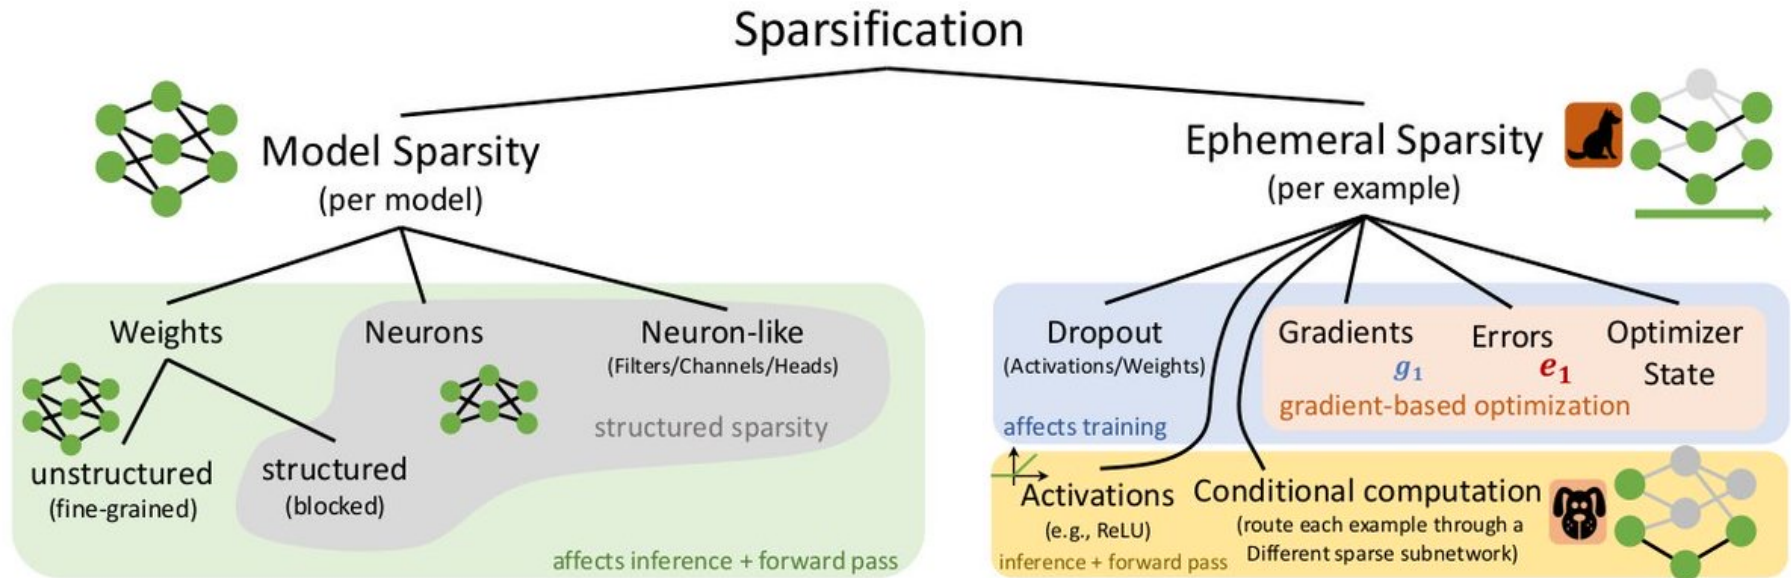 Sparsification
Model Sparsity
(per model)
Ephemeral Sparsity
(per example)
Weights
Neurons
Neuron-like
(Filters/Channels/Heads)
structured sparsity
unstructured
(fine-grained)
structured
(blocked)
affects inference + forward pass
Dropout
(Activations/Weights)
affects training
Gradients
g₁
Errors
e₁
Optimizer
State
gradient-based optimization
Activations
(e.g., ReLU)
inference + forward pass
Conditional computation
(route each example through a
Different sparse subnetwork)